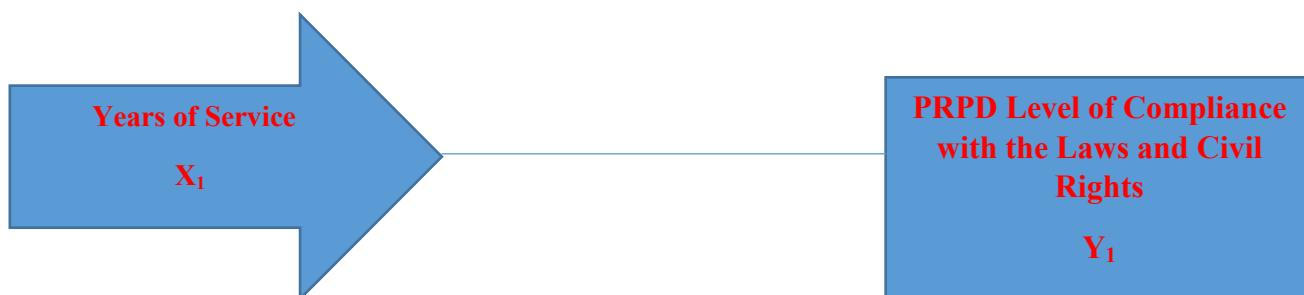 Years of Service
X₁
PRPD Level of Compliance
with the Laws and Civil
Rights
Y₁